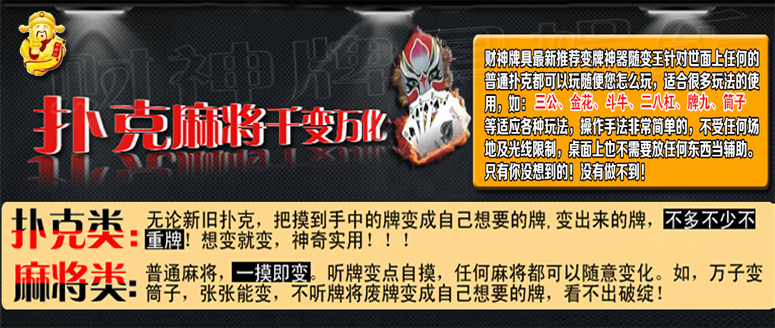 财神牌具最新推荐变牌神器随变王针对世面上任何的
普通扑克都可以玩随便您怎么玩，适合很多玩法的使
用，如：三公、金花、斗牛、二八杠、牌九、筒子
等适应各种玩法，操作手法非常简单的，不受任何场
地及光线限制，桌面上也不需要放任何东西当辅助。
只有你没想到的！没有做不到！
扑克麻将千变万化
扑克类：无论新旧扑克，把摸到手中的牌变成自己想要的牌,变出来的牌，不多不少不
重牌！想变就变，神奇实用！！！
麻将类：普通麻将，一摸即变。听牌变点自摸，任何麻将都可以随意变化。如，万子变
筒子，张张能变，不听牌将废牌变成自己想要的牌，看不出破绽！